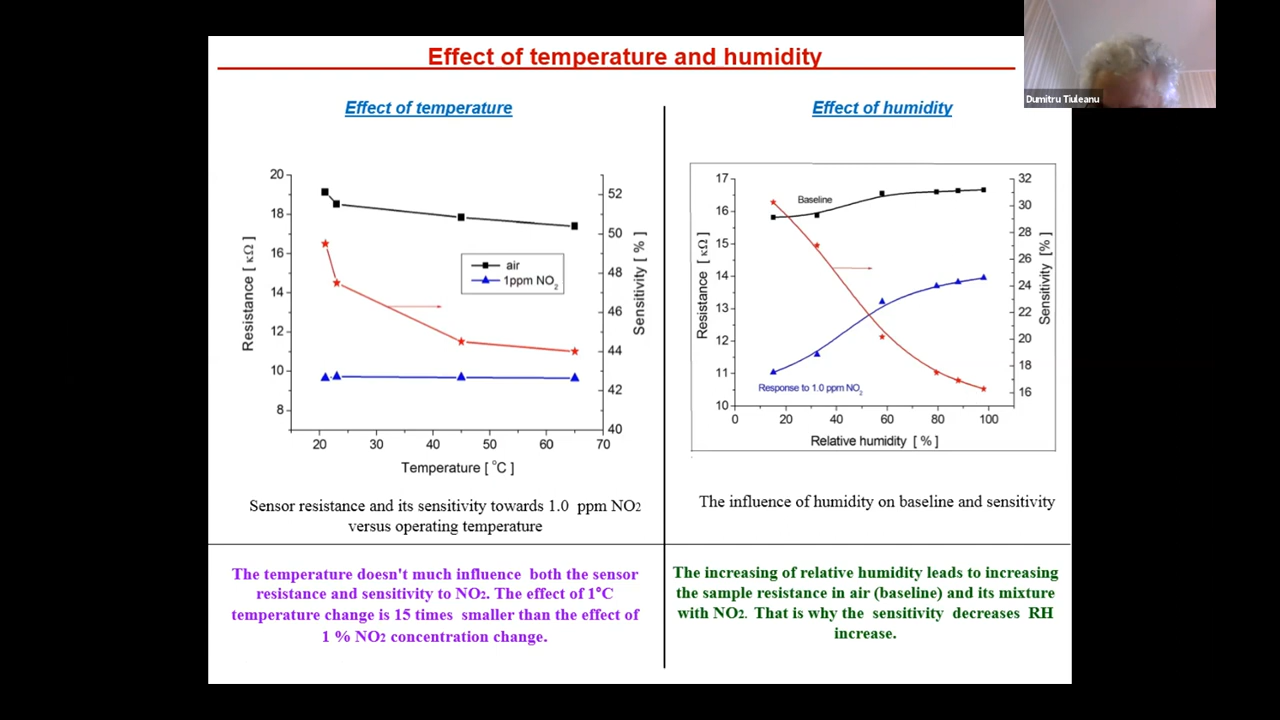 Effect of temperature and humidity
Dumitru Tiuleanu
Effect of temperature
20
18
16
14
12
10
8
Resistance [ κΩ ]
52
50
48
46
44
42
40
Sensitivity [ % ]
air
1ppm NO2
20 30 40 50 60 70
Temperature [ °C ]
Sensor resistance and its sensitivity towards 1.0 ppm NO2
versus operating temperature
The temperature doesn't much influence both the sensor
resistance and sensitivity to NO2. The effect of 1°C
temperature change is 15 times smaller than the effect of
1 % NO2 concentration change.
Effect of humidity
17
16
15
14
13
12
11
10
Resistance [ κΩ ]
32
30
28
26
24
22
20
18
16
Sensitivity [%]
Baseline
Response to 1.0 ppm NO2
0 20 40 60 80 100
Relative humidity [ % ]
The influence of humidity on baseline and sensitivity
The increasing of relative humidity leads to increasing
the sample resistance in air (baseline) and its mixture
with NO2. That is why the sensitivity decreases RH
increase.